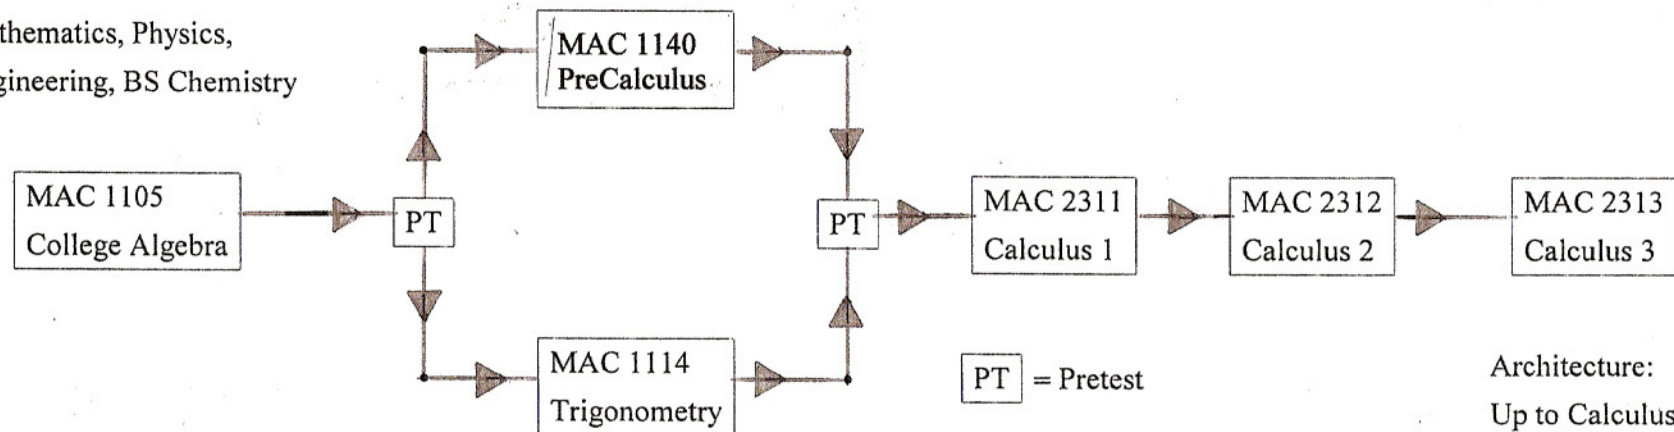 thematics, Physics,
gineering, BS Chemistry
MAC 1140
PreCalculus
MAC 1105
College Algebra
PT
PT
MAC 2311
Calculus 1
MAC 2312
Calculus 2
MAC 2313
Calculus 3
MAC 1114
Trigonometry
PT = Pretest
Architecture:
Up to Calculus